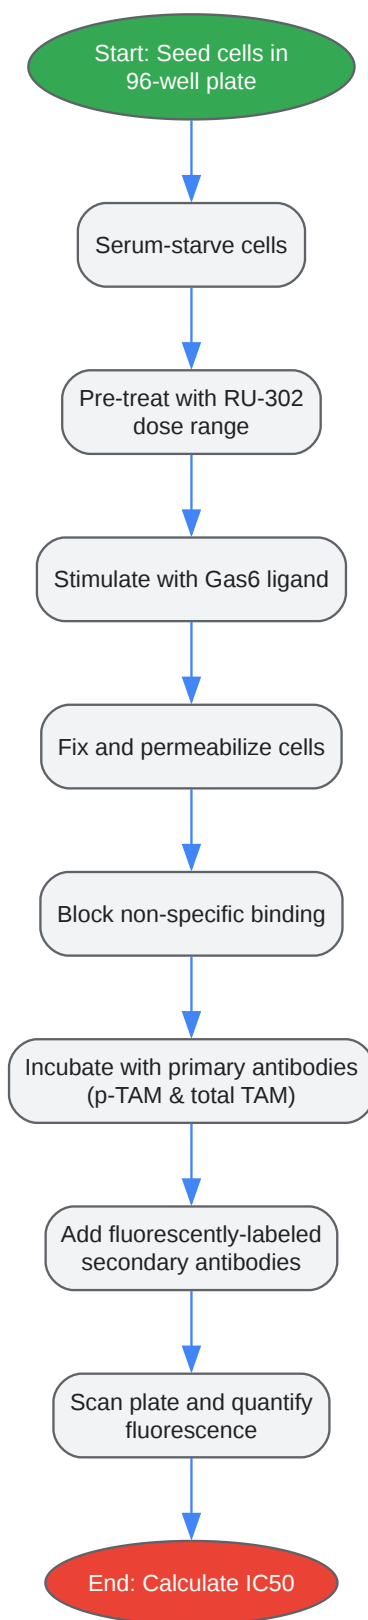 Start: Seed cells in
96-well plate
Serum-starve cells
Pre-treat with RU-302
dose range
Stimulate with Gas6 ligand
Fix and permeabilize cells
Block non-specific binding
Incubate with primary antibodies
(p-TAM & total TAM)
Add fluorescently-labeled
secondary antibodies
Scan plate and quantify
fluorescence
End: Calculate IC50